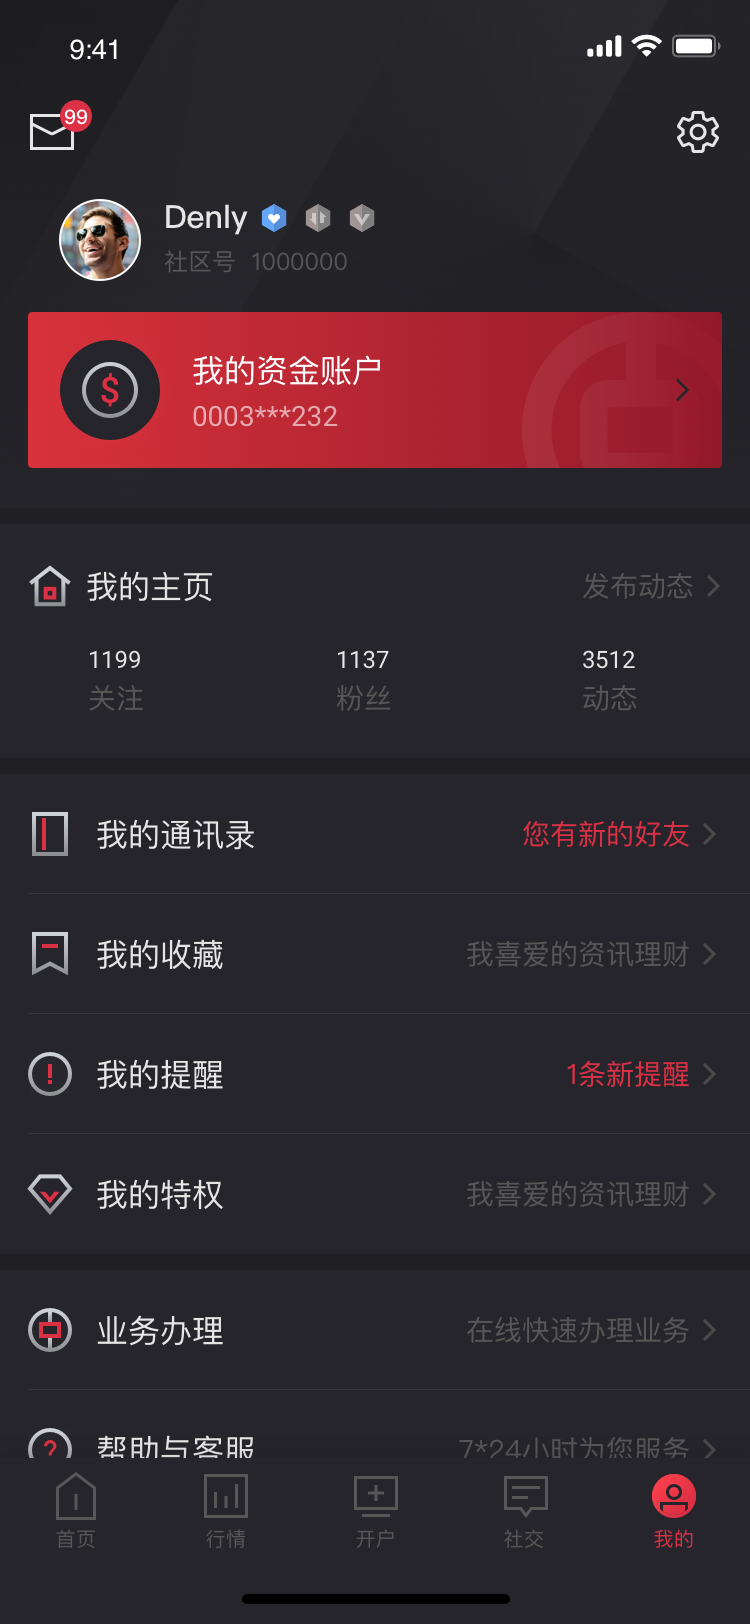 9:41
99
Denly
社区号 1000000
我的资金账户
0003***232
我的主页
发布动态
1199
1137
3512
关注
粉丝
动态
我的通讯录
您有新的好友
我的收藏
我喜爱的资讯理财
我的提醒
1条新提醒
我的特权
我喜爱的资讯理财
业务办理
在线快速办理业务
帮助与客服
7*24小时为您服务
首页
行情
开户
社交
我的